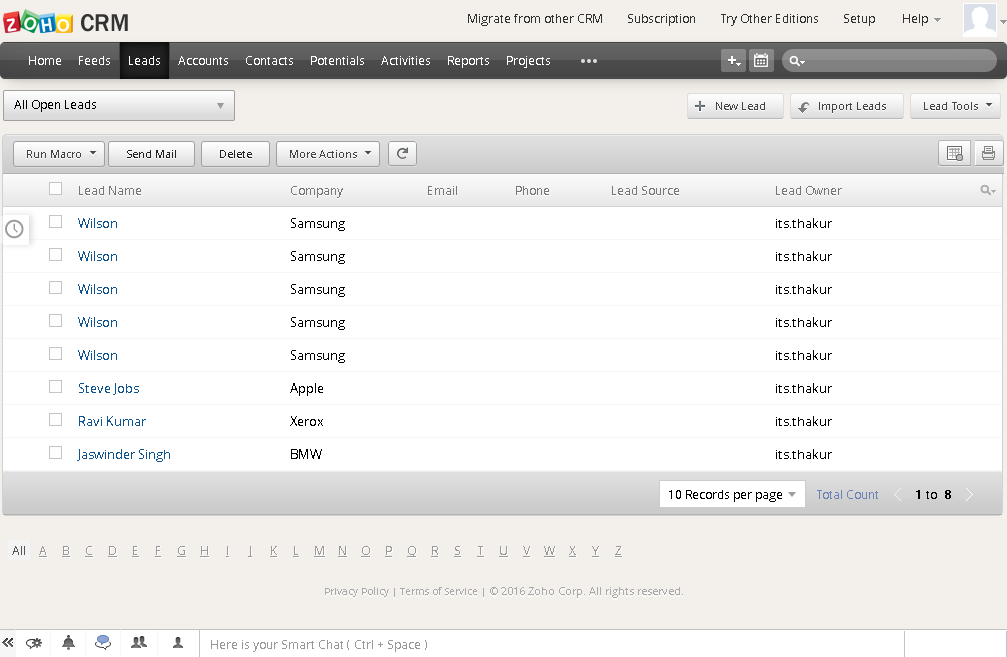 ZOHO CRM Migrate from other CRM Subscription Try Other Editions Setup Help
Home Feeds Leads Accounts Contacts Potentials Activities Reports Projects •••
All Open Leads New Lead Import Leads Lead Tools
Run Macro Send Mail Delete More Actions
Lead Name Company Email Phone Lead Source Lead Owner
Wilson Samsung its.thakur
Wilson Samsung its.thakur
Wilson Samsung its.thakur
Wilson Samsung its.thakur
Wilson Samsung its.thakur
Steve Jobs Apple its.thakur
Ravi Kumar Xerox its.thakur
Jaswinder Singh BMW its.thakur
10 Records per page Total Count 1 to 8
All A B C D E F G H I J K L M N O P Q R S T U V W X Y Z
Privacy Policy | Terms of Service | © 2016 Zoho Corp. All rights reserved.
Here is your Smart Chat ( Ctrl + Space )